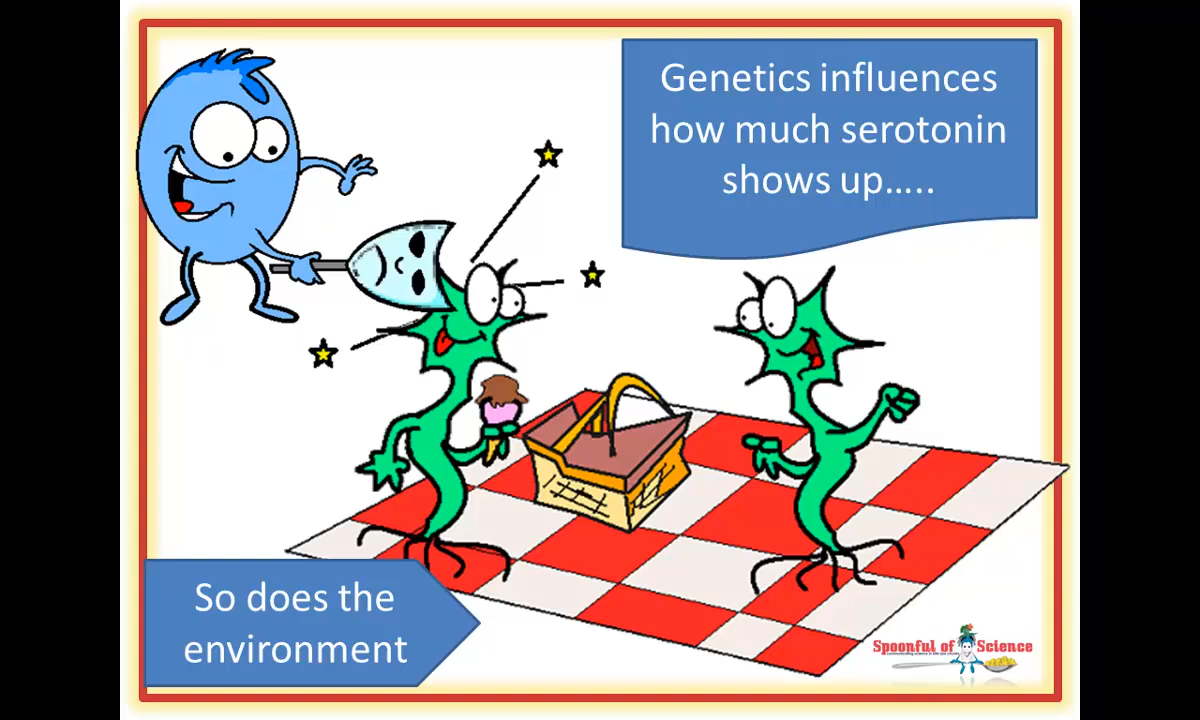 Genetics influences
how much serotonin
shows up…..
So does the
environment
Spoonful of Science